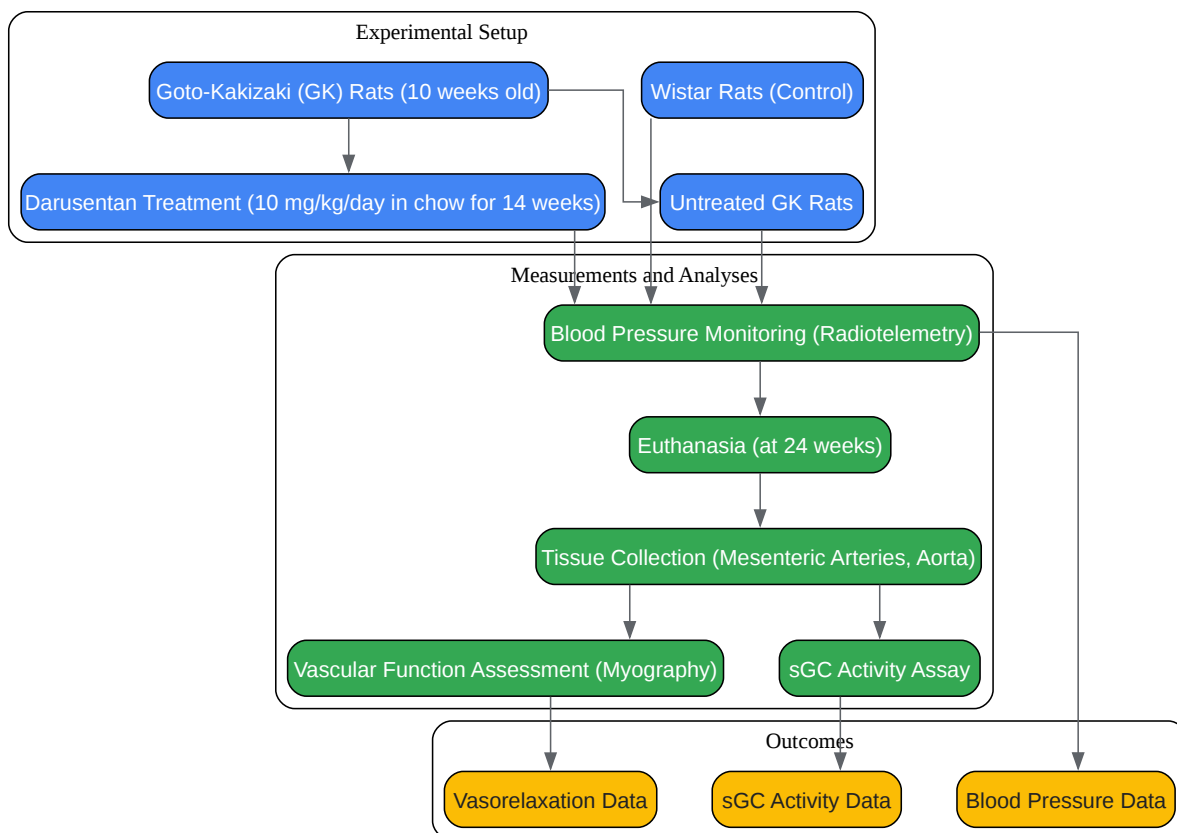 Experimental Setup
Goto-Kakizaki (GK) Rats (10 weeks old)
Wistar Rats (Control)
Darusentan Treatment (10 mg/kg/day in chow for 14 weeks)
Untreated GK Rats
Measurements and Analyses
Blood Pressure Monitoring (Radiotelemetry)
Euthanasia (at 24 weeks)
Tissue Collection (Mesenteric Arteries, Aorta)
Vascular Function Assessment (Myography)
sGC Activity Assay
Outcomes
Vasorelaxation Data
sGC Activity Data
Blood Pressure Data